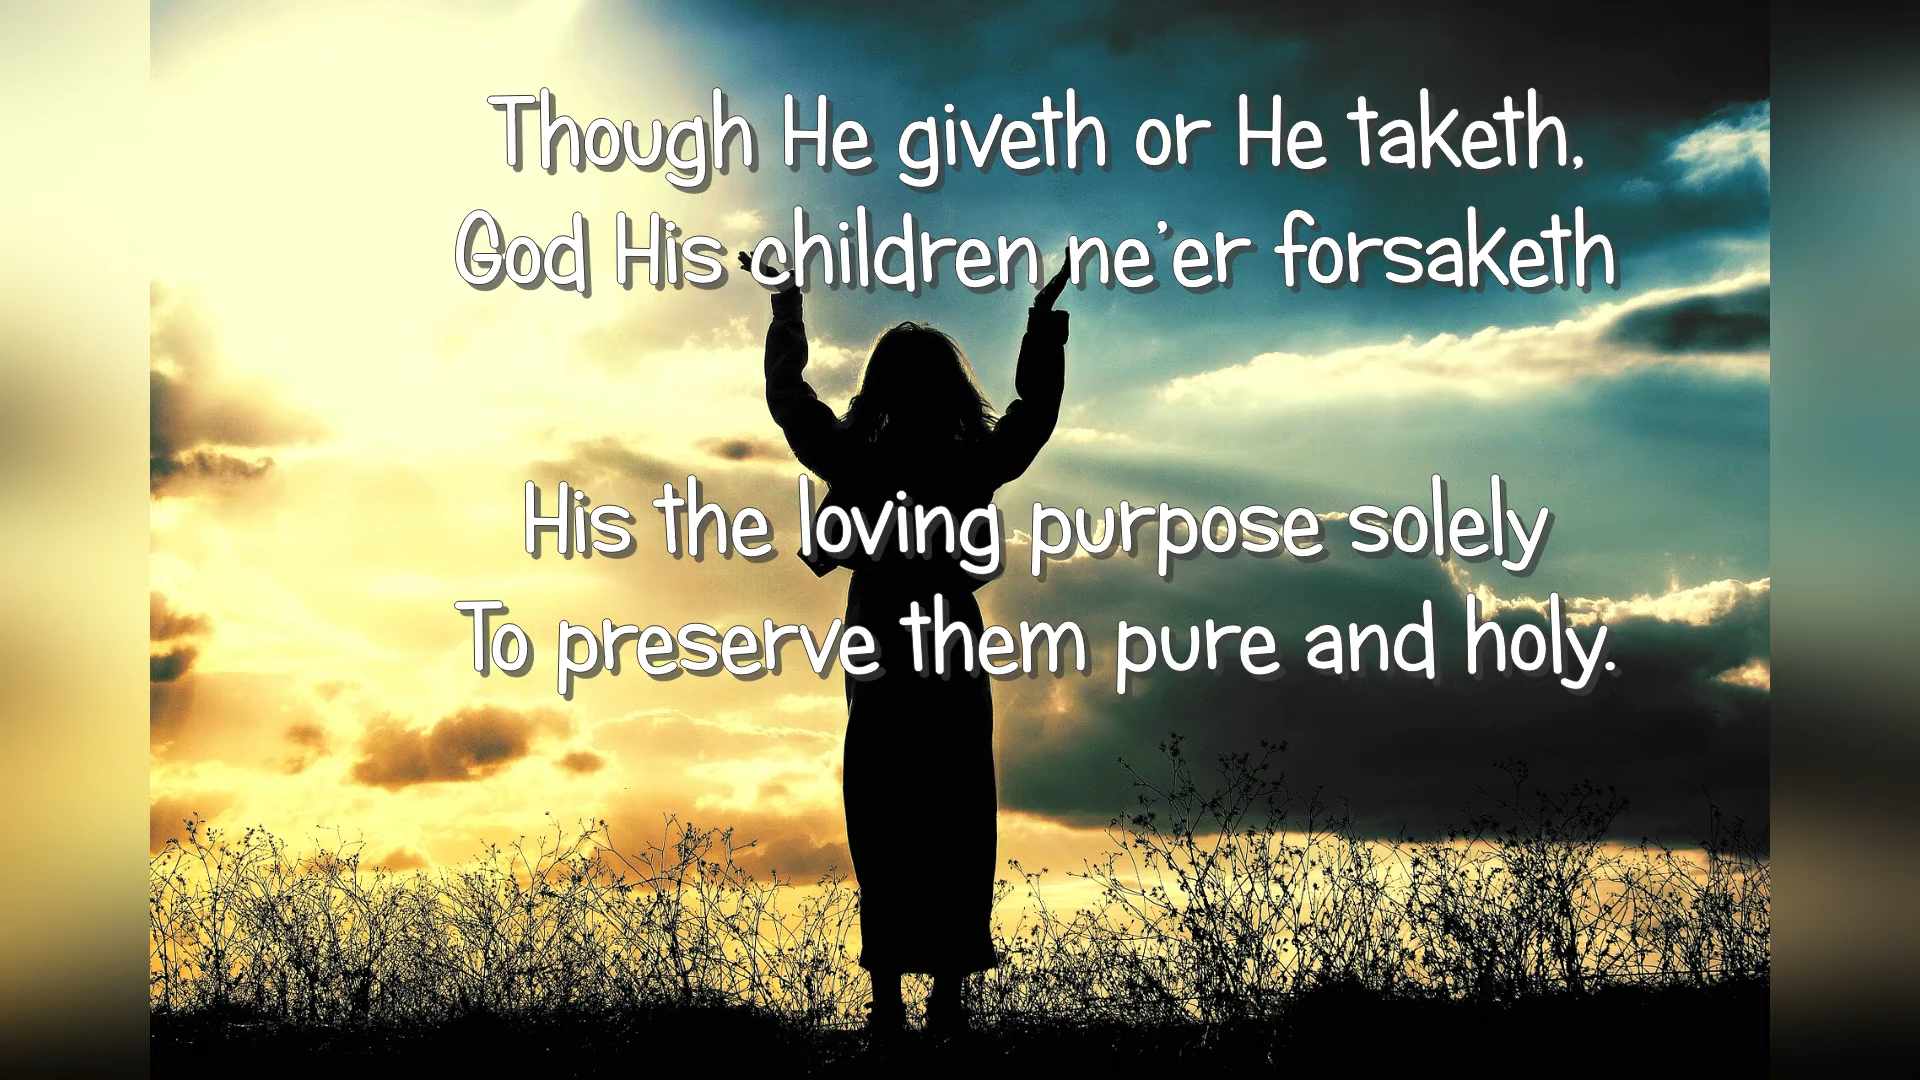 Though He giveth or He taketh,
God His children ne'er forsaketh
His the loving purpose solely
To preserve them pure and holy.